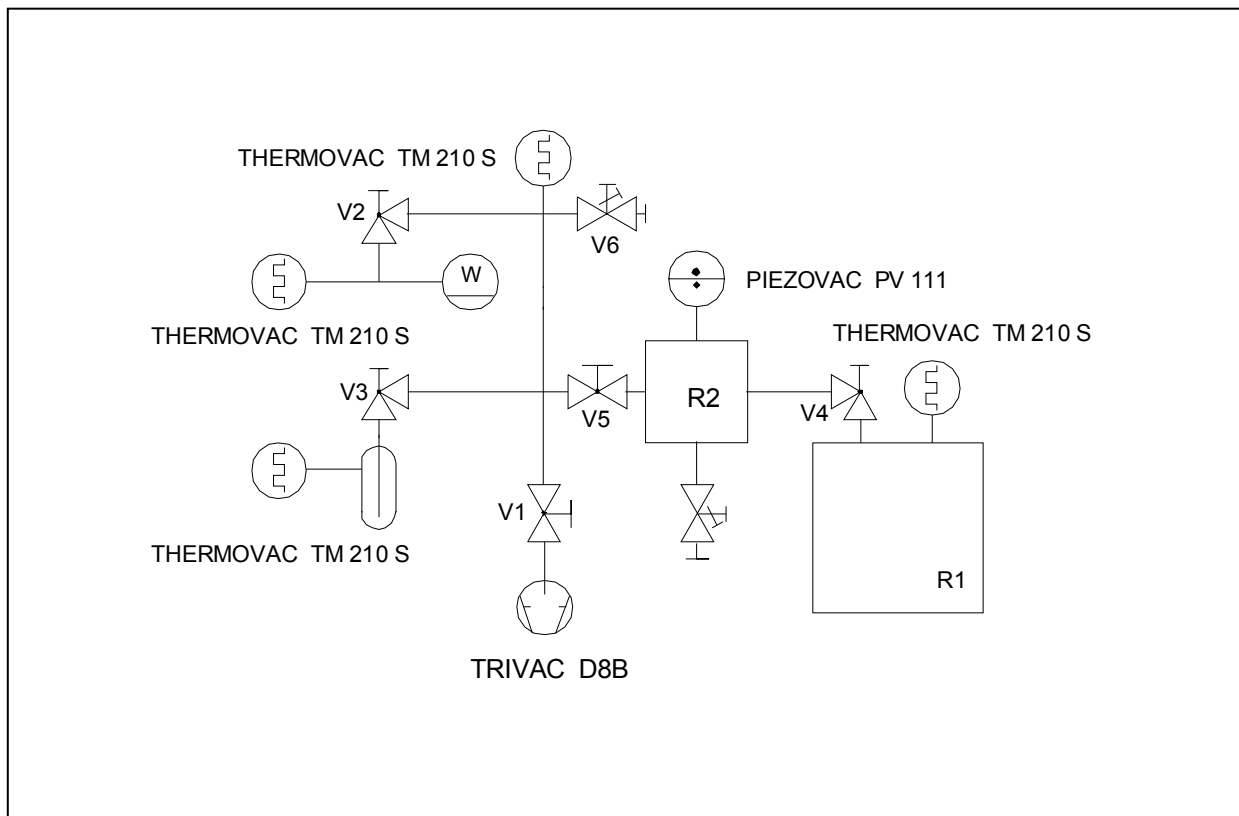 THERMOVAC TM 210 S
V2
V6
W
PIEZOVAC PV 111
THERMOVAC TM 210 S
THERMOVAC TM 210 S
V3
V5
R2
V4
V1
THERMOVAC TM 210 S
R1
TRIVAC D8B